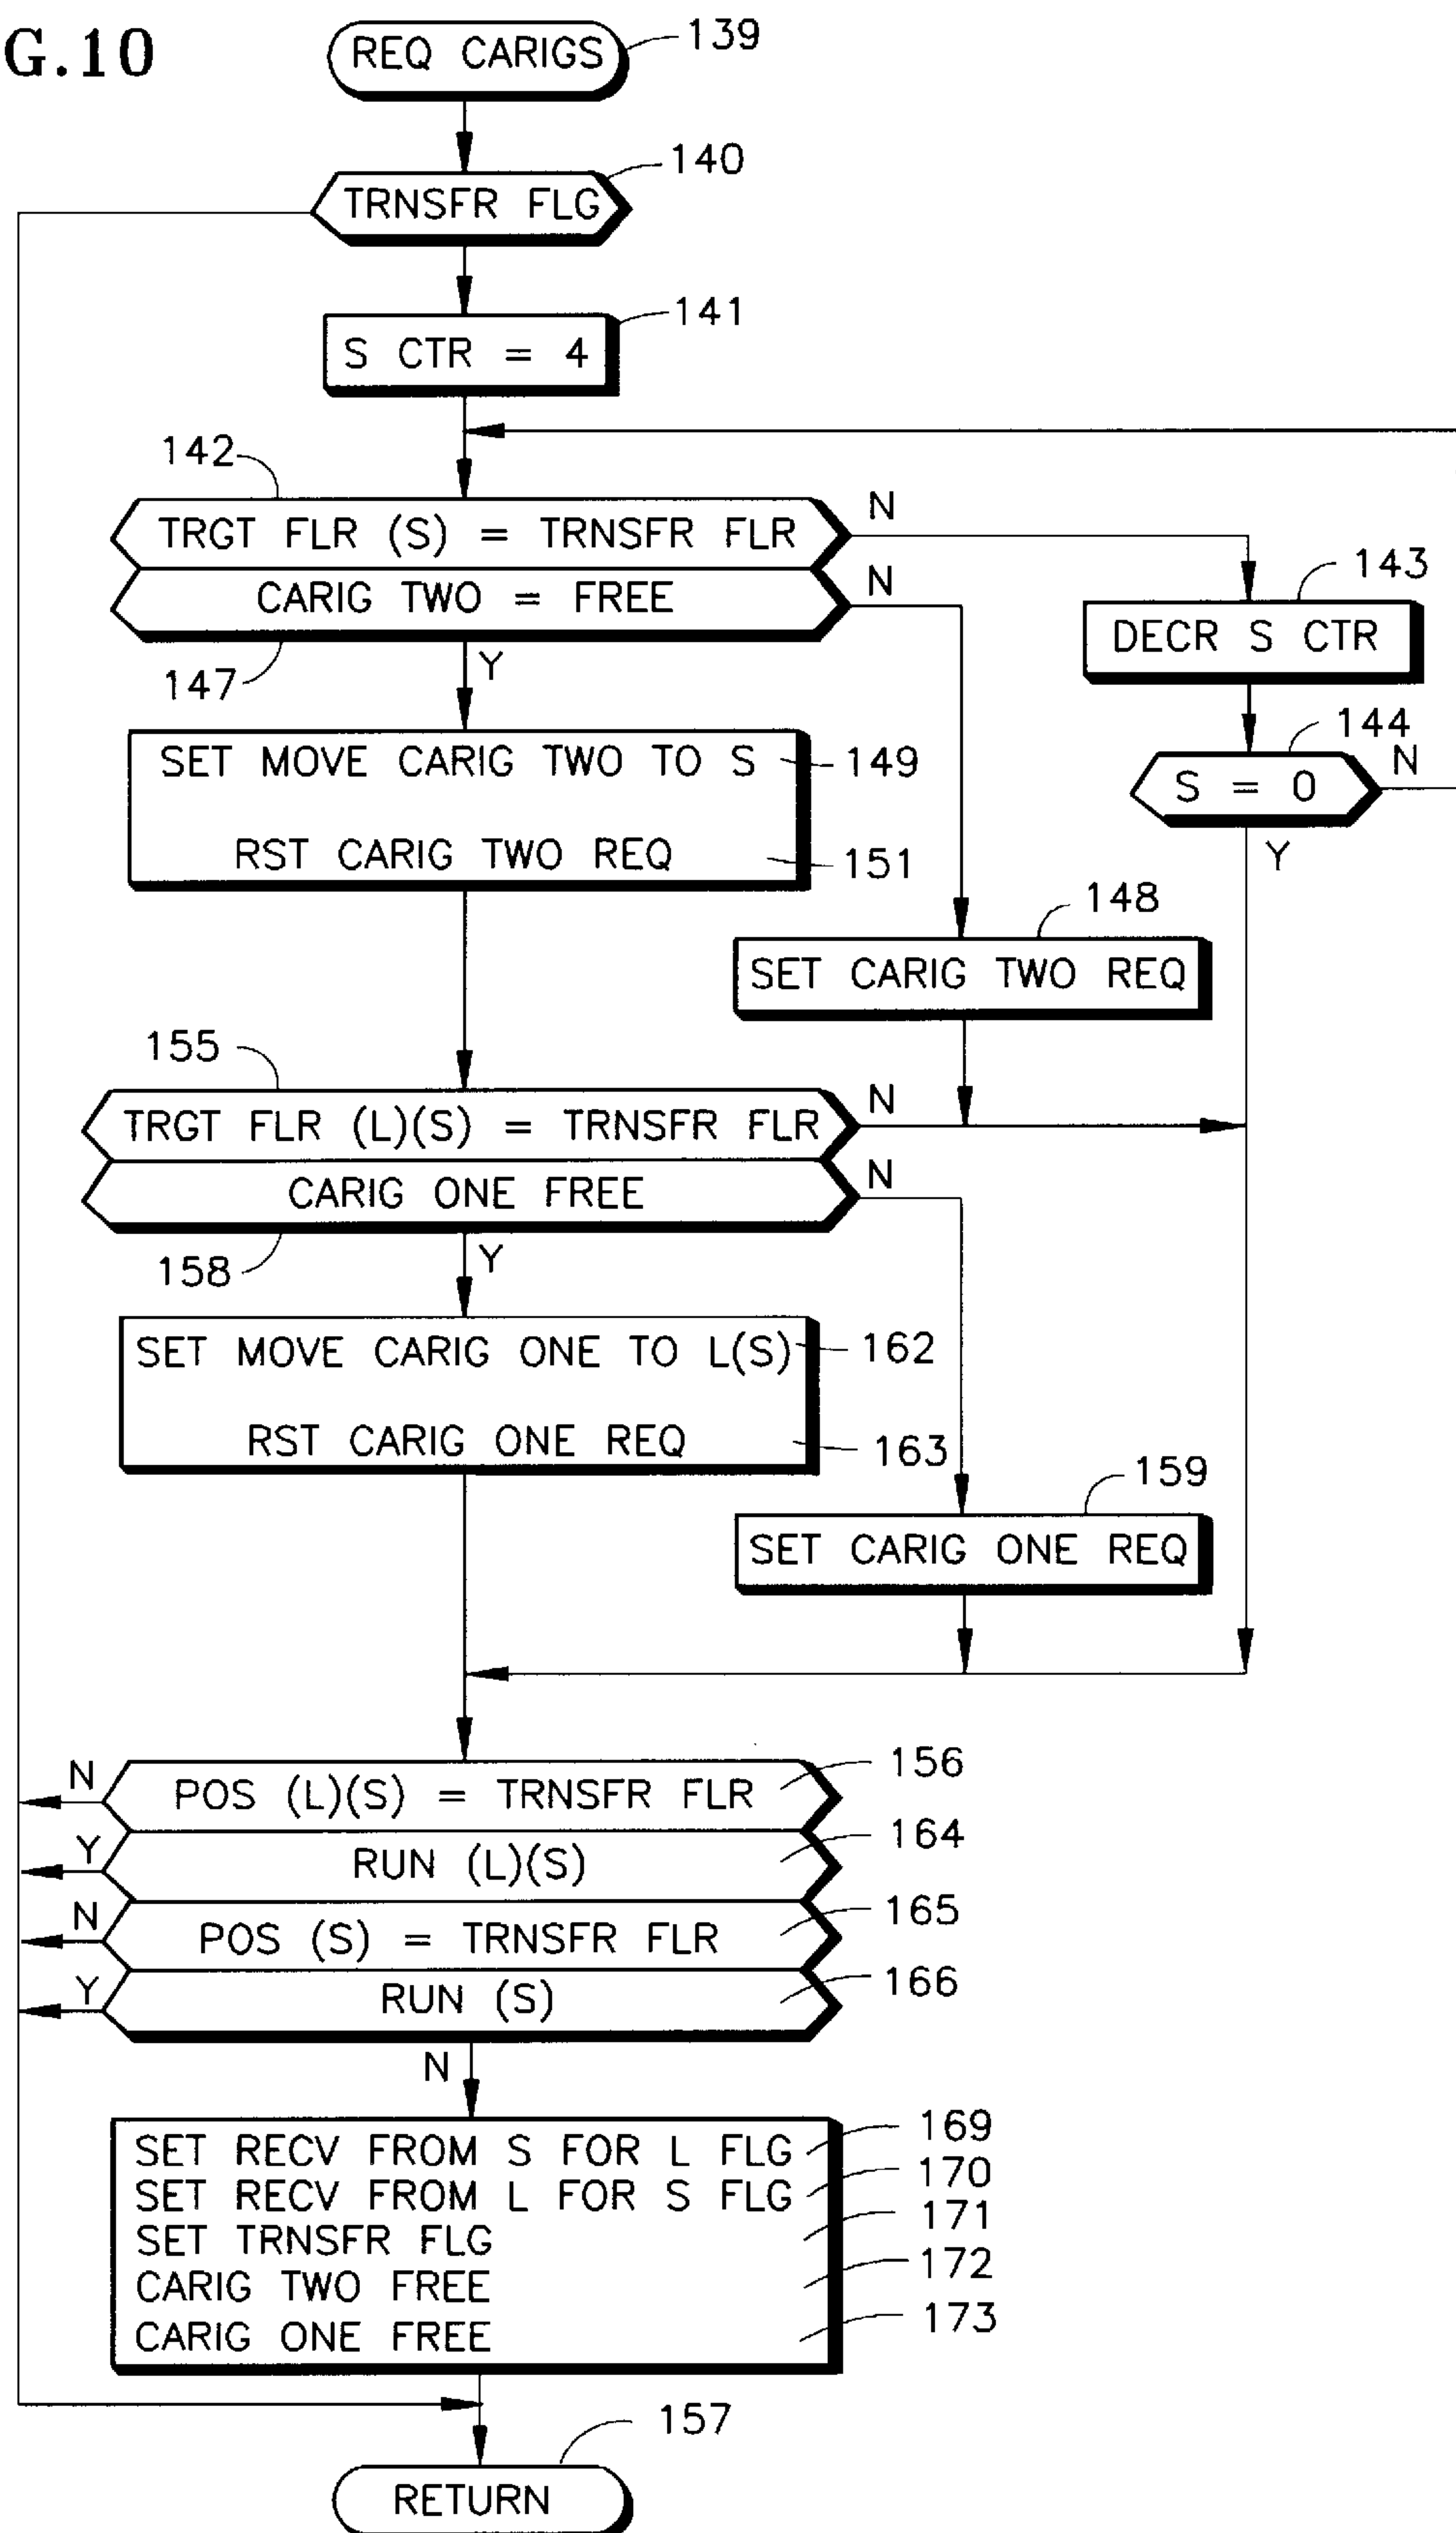 G.10
REQ CARIGS
139
TRNSFR FLG
140
S CTR = 4
141
142
TRGT FLR (S) = TRNSFR FLR
N
CARIG TWO = FREE
N
147
Y
143
DECR S CTR
144
S = 0
N
Y
SET MOVE CARIG TWO TO S
149
RST CARIG TWO REQ
151
148
SET CARIG TWO REQ
155
TRGT FLR (L)(S) = TRNSFR FLR
N
CARIG ONE FREE
N
158
Y
SET MOVE CARIG ONE TO L(S)
162
RST CARIG ONE REQ
163
159
SET CARIG ONE REQ
N
POS (L)(S) = TRNSFR FLR
156
Y
RUN (L)(S)
164
N
POS (S) = TRNSFR FLR
165
Y
RUN (S)
166
N
SET RECV FROM S FOR L FLG
169
SET RECV FROM L FOR S FLG
170
SET TRNSFR FLG
171
CARIG TWO FREE
172
CARIG ONE FREE
173
157
RETURN